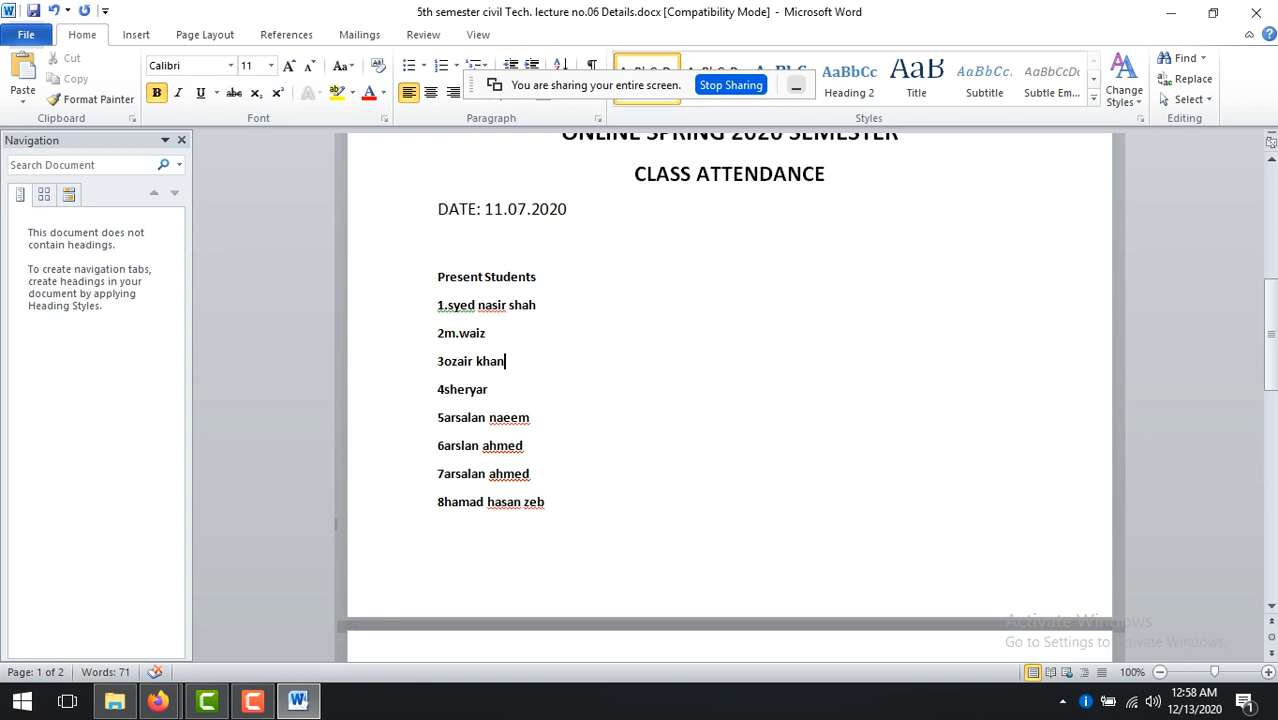 5th semester civil Tech. lecture no.06 Details.docx [Compatibility Mode] - Microsoft Word
File Home Insert Page Layout References Mailings Review View
Cut
Copy
Format Painter
Paste
Clipboard
Calibri 11
B I U abc
Font
Paragraph
You are sharing your entire screen. Stop Sharing
AaBbCc AaB AaBbCc. AaBbCcDc
Heading 2 Title Subtitle Subtle Em...
Styles
Change
Styles
Find
Replace
Select
Editing
Navigation
Search Document
This document does not
contain headings.
To create navigation tabs,
create headings in your
document by applying
Heading Styles.
ONLINE SPRING 2020 SEMESTER
CLASS ATTENDANCE
DATE: 11.07.2020
Present Students
1.syed nasir shah
2m.waiz
3ozair khan
4sheryar
5arsalan naeem
6arslan ahmed
7arsalan ahmed
8hamad hasan zeb
Activate Windows
Go to Settings to Activate Windows.
Page: 1 of 2 Words: 71
100%
12:58 AM
12/13/2020
1